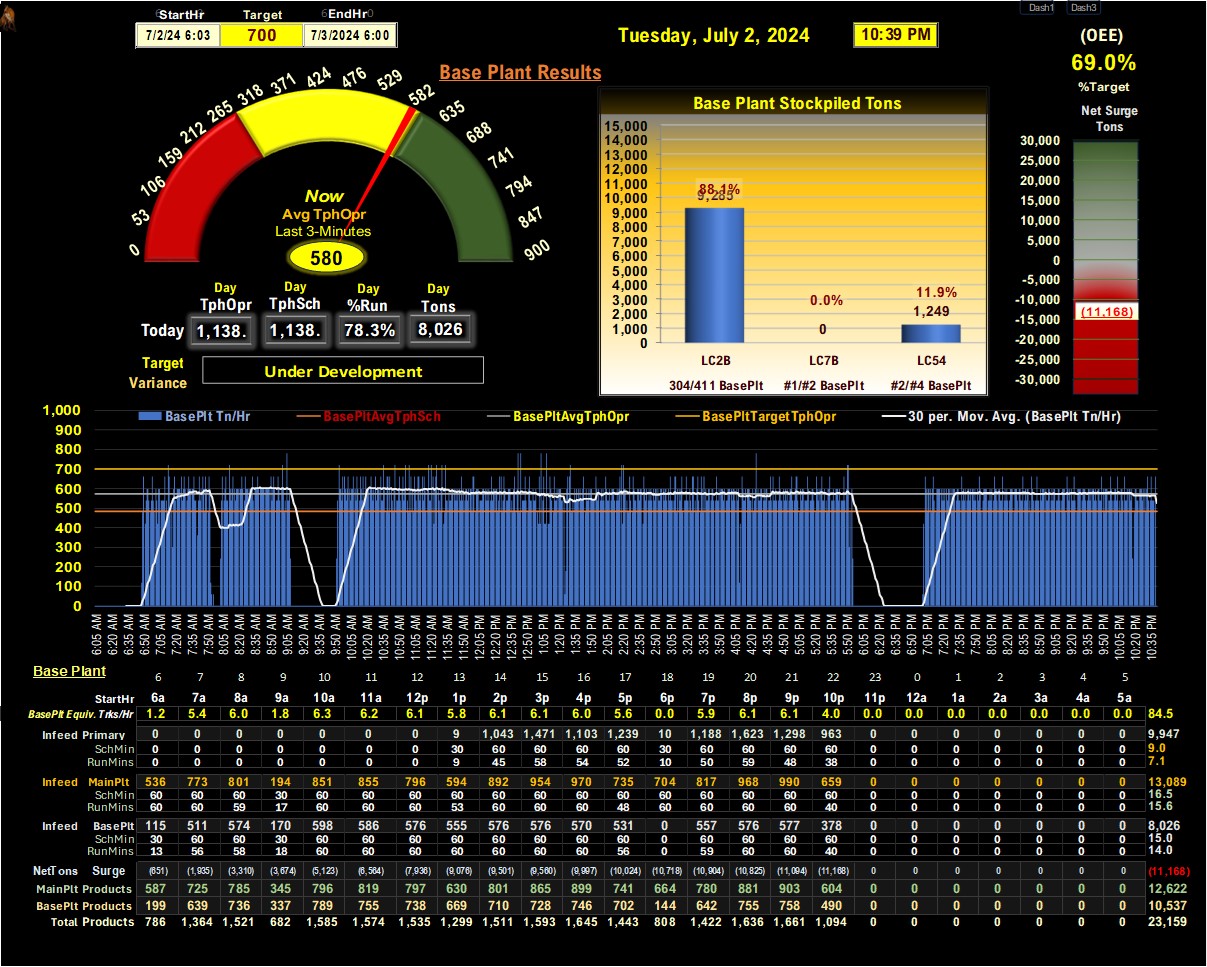 Dash1 Dash3
StartHr Target EndHr
7/2/24 6:03 700 7/3/2024 6:00
Tuesday, July 2, 2024 10:39 PM
(OEE)
69.0%
%Target
Base Plant Results
0 53 106 159 212 265 318 371 424 476 529 582 635 688 741 794 847 900
Now
Avg TphOpr
Last 3-Minutes
580
Day Day Day Day
TphOpr TphSch %Run Tons
Today 1,138. 1,138. 78.3% 8,026
Target
Variance
Under Development
Base Plant Stockpiled Tons
15,000
14,000
13,000
12,000
11,000
10,000
9,000
8,000
7,000
6,000
5,000
4,000
3,000
2,000
1,000
0
88.1% 0.0% 11.9%
9,285 0 1,249
LC2B LC7B LC54
304/411 BasePlt #1/#2 BasePlt #2/#4 BasePlt
Net Surge
Tons
30,000
25,000
20,000
15,000
10,000
5,000
0
-5,000
-10,000
-15,000
-20,000
-25,000
-30,000
(11,168)
BasePlt Tn/Hr BasePltAvgTphSch BasePltAvgTphOpr BasePltTargetTphOpr 30 per. Mov. Avg. (BasePlt Tn/Hr)
1,000
900
800
700
600
500
400
300
200
100
0
6:05 AM 6:20 AM 6:35 AM 6:50 AM 7:05 AM 7:20 AM 7:35 AM 7:50 AM 8:05 AM 8:20 AM 8:35 AM 8:50 AM 9:05 AM 9:20 AM 9:35 AM 9:50 AM 10:05 AM 10:20 AM 10:35 AM 10:50 AM 11:05 AM 11:20 AM 11:35 AM 11:50 AM 12:05 PM 12:20 PM 12:35 PM 12:50 PM 1:05 PM 1:20 PM 1:35 PM 1:50 PM 2:05 PM 2:20 PM 2:35 PM 2:50 PM 3:05 PM 3:20 PM 3:35 PM 3:50 PM 4:05 PM 4:20 PM 4:35 PM 4:50 PM 5:05 PM 5:20 PM 5:35 PM 5:50 PM 6:05 PM 6:20 PM 6:35 PM 6:50 PM 7:05 PM 7:20 PM 7:35 PM 7:50 PM 8:05 PM 8:20 PM 8:35 PM 8:50 PM 9:05 PM 9:20 PM 9:35 PM 9:50 PM 10:05 PM 10:20 PM 10:35 PM
Base Plant 6 7 8 9 10 11 12 13 14 15 16 17 18 19 20 21 22 23 0 1 2 3 4 5
StartHr 6a 7a 8a 9a 10a 11a 12p 1p 2p 3p 4p 5p 6p 7p 8p 9p 10p 11p 12a 1a 2a 3a 4a 5a
BasePlt Equiv. Trks/Hr 1.2 5.4 6.0 1.8 6.3 6.2 6.1 5.8 6.1 6.1 6.0 5.6 0.0 5.9 6.1 6.1 4.0 0.0 0.0 0.0 0.0 0.0 0.0 0.0 84.5
Infeed Primary 0 0 0 0 0 0 0 9 1,043 1,471 1,103 1,239 10 1,188 1,623 1,298 963 0 0 0 0 0 0 0 9,947
SchMin 0 0 0 0 0 0 0 30 60 60 60 60 30 60 60 60 60 0 0 0 0 0 0 0 9.0
RunMins 0 0 0 0 0 0 0 9 45 58 54 52 10 50 59 48 38 0 0 0 0 0 0 0 7.1
Infeed MainPlt 536 773 801 194 851 855 796 594 892 954 970 735 704 817 968 990 659 0 0 0 0 0 0 0 13,089
SchMin 60 60 60 30 60 60 60 60 60 60 60 60 60 60 60 60 60 0 0 0 0 0 0 0 16.5
RunMins 60 60 59 17 60 60 60 53 60 60 60 48 60 60 60 60 40 0 0 0 0 0 0 0 15.6
Infeed BasePlt 115 511 574 170 598 586 576 555 576 576 570 531 0 557 576 577 378 0 0 0 0 0 0 0 8,026
SchMin 30 60 60 30 60 60 60 60 60 60 60 60 0 60 60 60 60 0 0 0 0 0 0 0 15.0
RunMins 13 56 58 18 60 60 60 60 60 60 60 56 0 59 60 60 40 0 0 0 0 0 0 0 14.0
NetTons Surge (651) (1,935) (3,310) (3,674) (5,123) (6,564) (7,936) (9,076) (9,501) (9,560) (9,997) (10,024) (10,718) (10,904) (10,825) (11,094) (11,168) 0 0 0 0 0 0 0 (11,168)
MainPlt Products 587 725 785 345 796 819 797 630 801 865 899 741 664 780 881 903 604 0 0 0 0 0 0 0 12,622
BasePlt Products 199 639 736 337 789 755 738 669 710 728 746 702 144 642 755 758 490 0 0 0 0 0 0 0 10,537
Total Products 786 1,364 1,521 682 1,585 1,574 1,535 1,299 1,511 1,593 1,645 1,443 808 1,422 1,636 1,661 1,094 0 0 0 0 0 0 0 23,159